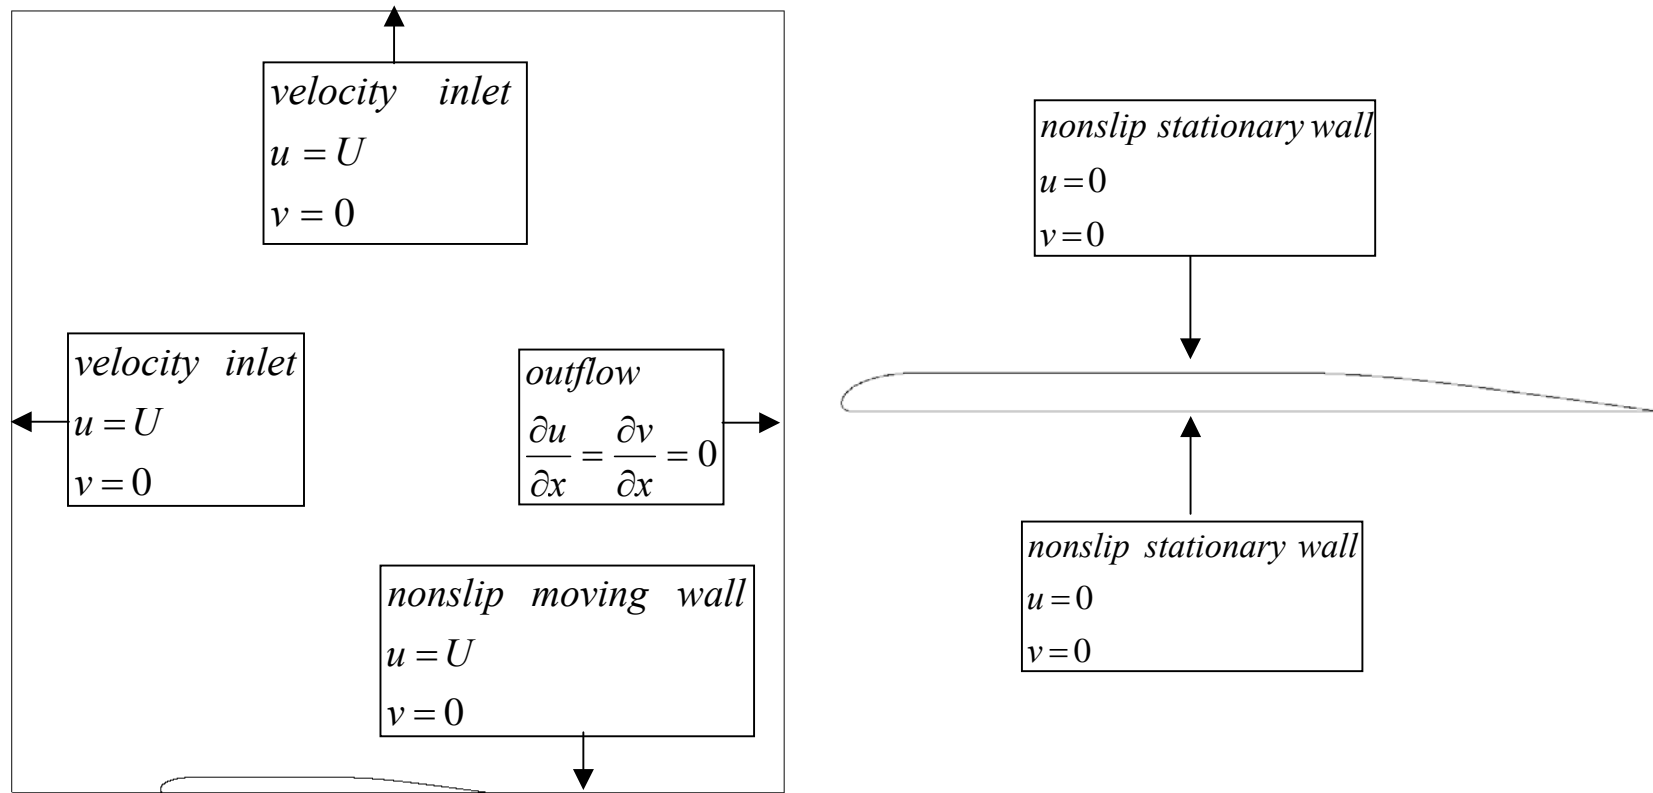 velocity inlet
u = U
v = 0
velocity inlet
u = U
v = 0
outflow
∂u/∂x = ∂v/∂x = 0
nonslip moving wall
u = U
v = 0
nonslip stationary wall
u = 0
v = 0
nonslip stationary wall
u = 0
v = 0